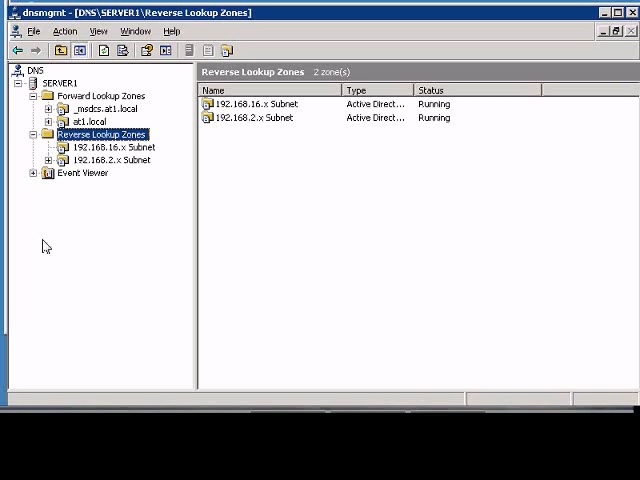 dnsmgmt - [DNS\SERVER1\Reverse Lookup Zones]
File Action View Window Help
DNS
SERVER1
Forward Lookup Zones
_msdcs.at1.local
at1.local
Reverse Lookup Zones
192.168.16.x Subnet
192.168.2.x Subnet
Event Viewer
Reverse Lookup Zones 2 zone(s)
Name Type Status
192.168.16.x Subnet Active Direct... Running
192.168.2.x Subnet Active Direct... Running